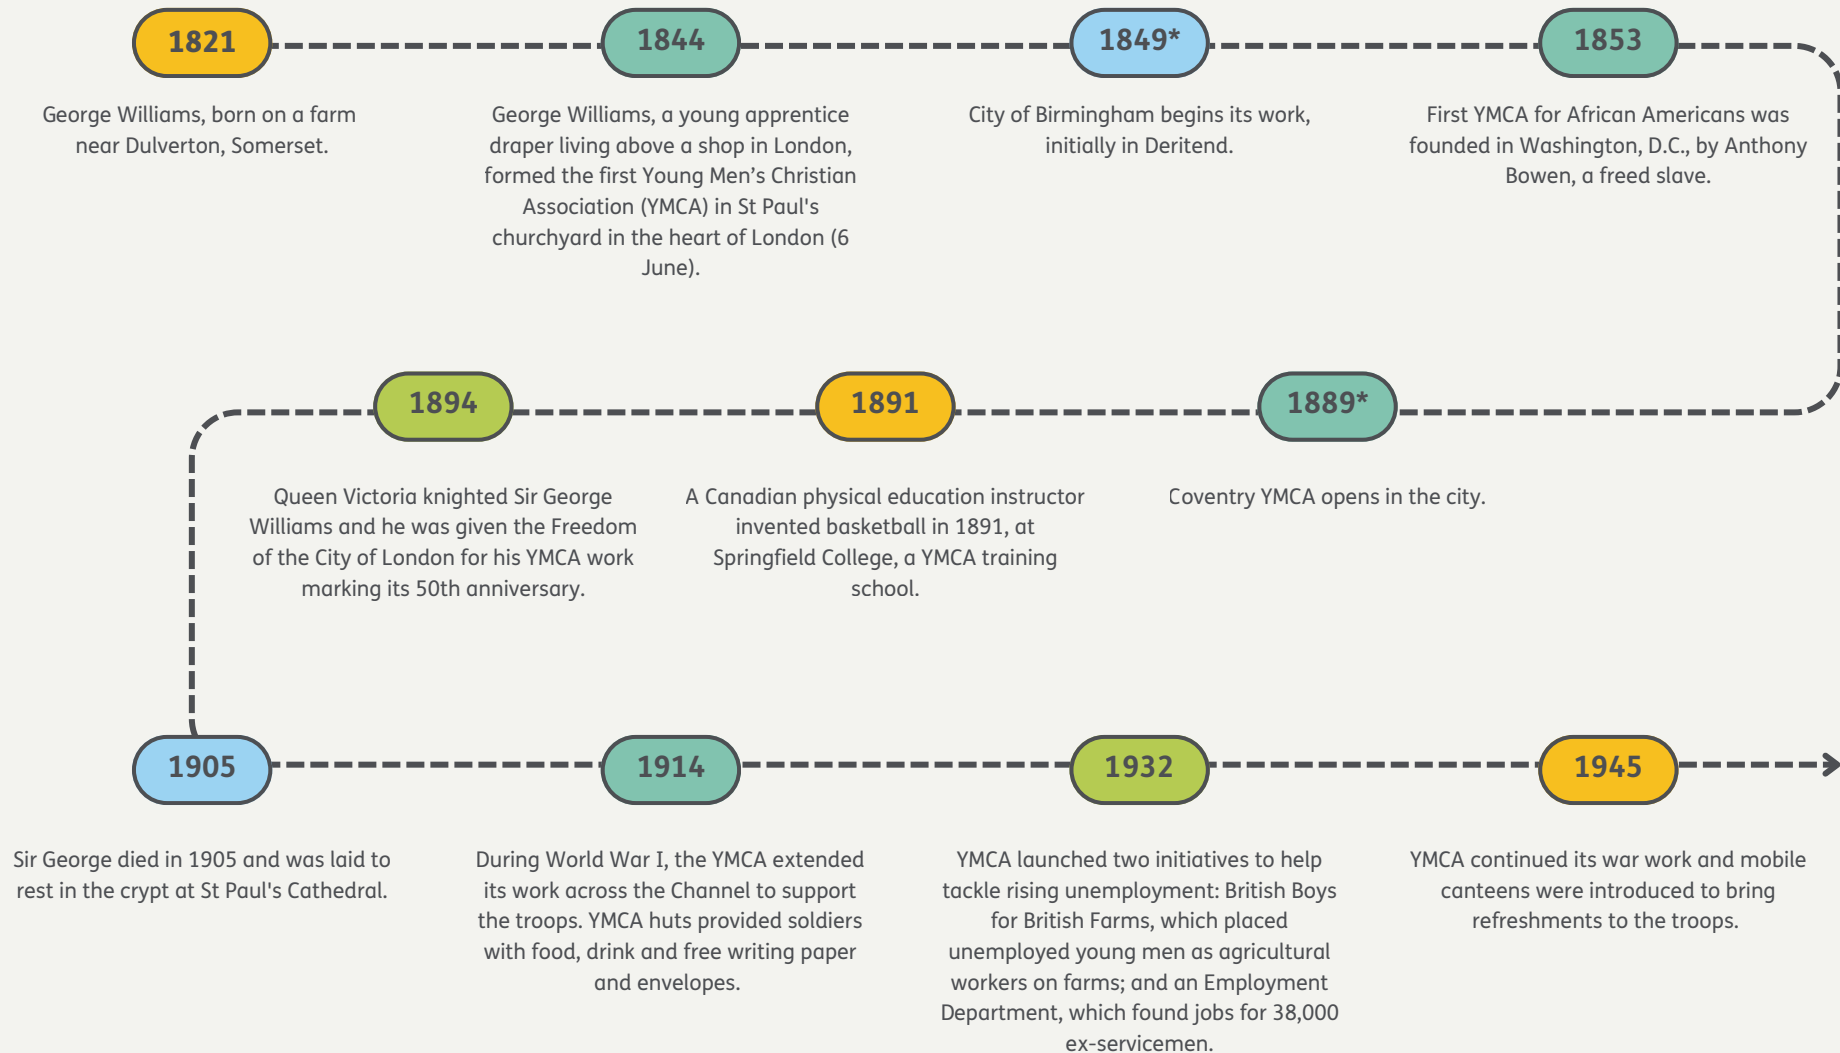 1821
George Williams, born on a farm
near Dulverton, Somerset.
1844
George Williams, a young apprentice
draper living above a shop in London,
formed the first Young Men’s Christian
Association (YMCA) in St Paul's
churchyard in the heart of London (6
June).
1849*
City of Birmingham begins its work,
initially in Deritend.
1853
First YMCA for African Americans was
founded in Washington, D.C., by Anthony
Bowen, a freed slave.
1889*
Coventry YMCA opens in the city.
1891
A Canadian physical education instructor
invented basketball in 1891, at
Springfield College, a YMCA training
school.
1894
Queen Victoria knighted Sir George
Williams and he was given the Freedom
of the City of London for his YMCA work
marking its 50th anniversary.
1905
Sir George died in 1905 and was laid to
rest in the crypt at St Paul's Cathedral.
1914
During World War I, the YMCA extended
its work across the Channel to support
the troops. YMCA huts provided soldiers
with food, drink and free writing paper
and envelopes.
1932
YMCA launched two initiatives to help
tackle rising unemployment: British Boys
for British Farms, which placed
unemployed young men as agricultural
workers on farms; and an Employment
Department, which found jobs for 38,000
ex-servicemen.
1945
YMCA continued its war work and mobile
canteens were introduced to bring
refreshments to the troops.